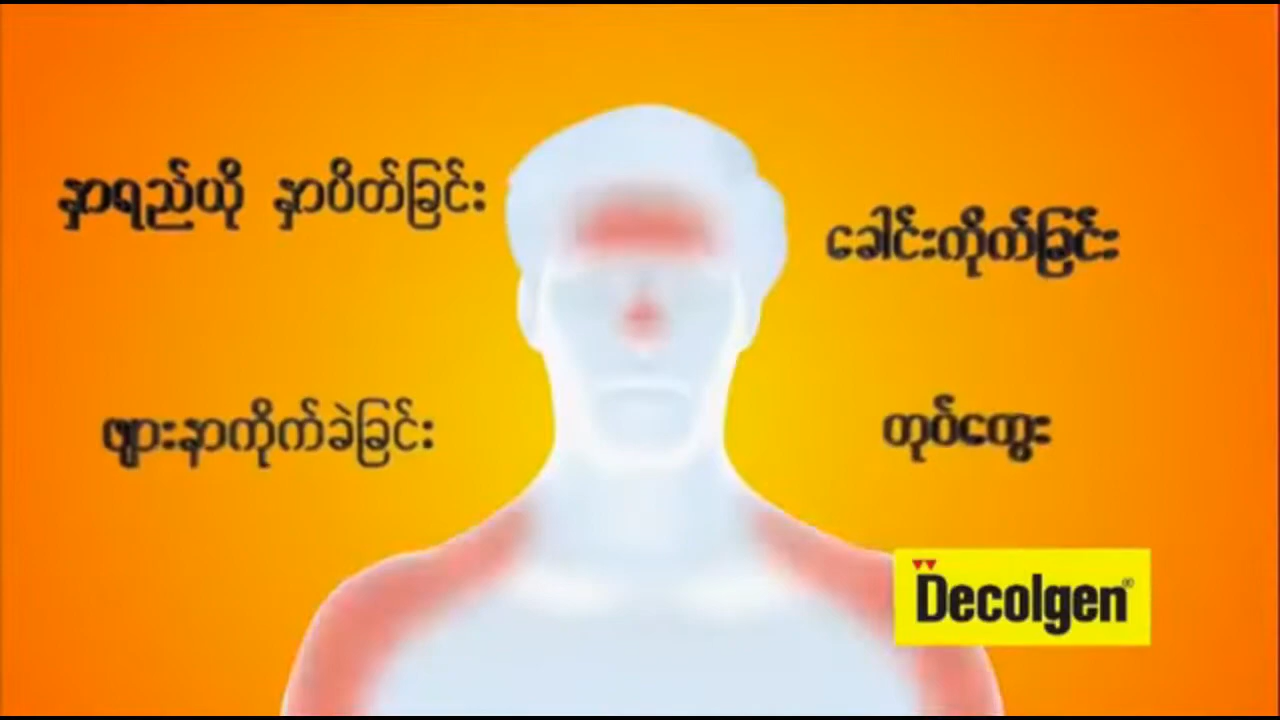 နှာရည်ယို နှာပိတ်ခြင်း
ခေါင်းကိုက်ခြင်း
ဖျားနာကိုက်ခဲခြင်း
တုပ်ကွေး
Decolgen®